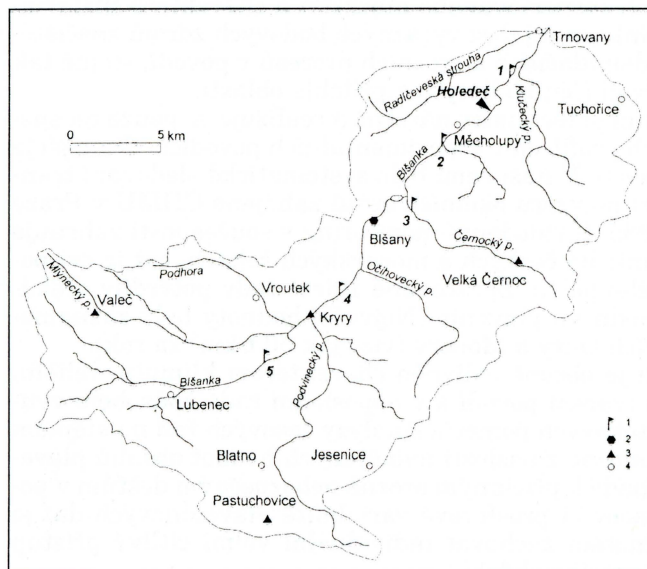 Trnovany
1
Radíčeveská strouha
Holedeč
Klučecký p.
Tuchořice
0 5 km
Měcholupy
2
Blšanka
3
Blšany
Černocký p.
Velká Černoc
Očihovecký p.
Mlýnecký p.
Podhora
Valeč
Vroutek
4
Kryry
5
Podvinecký p.
Blšanka
Lubenec
Blatno
Jesenice
Pastuchovice
1
2
3
4